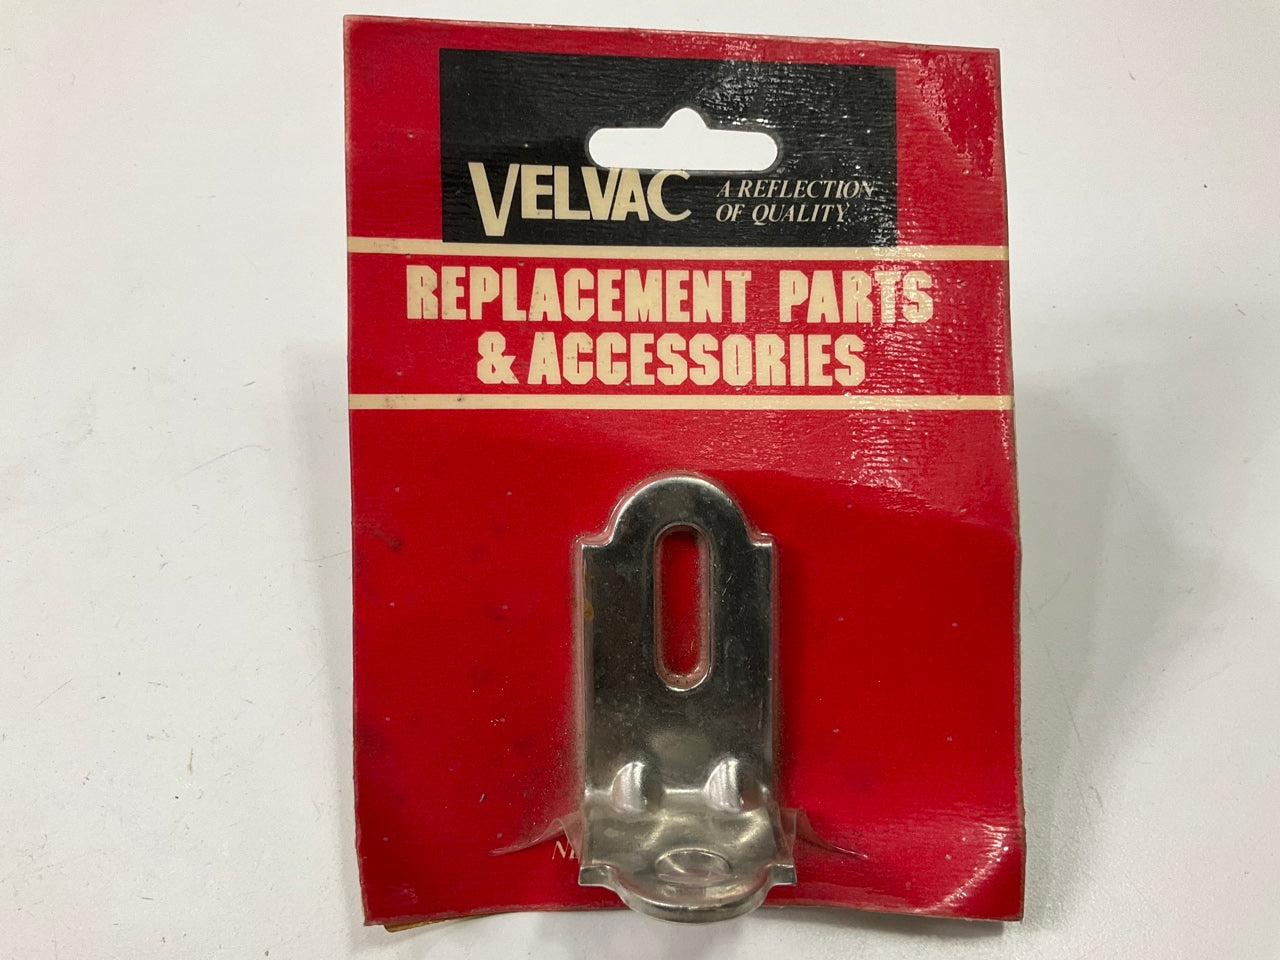 VELVAC
A REFLECTION
OF QUALITY
REPLACEMENT PARTS
& ACCESSORIES